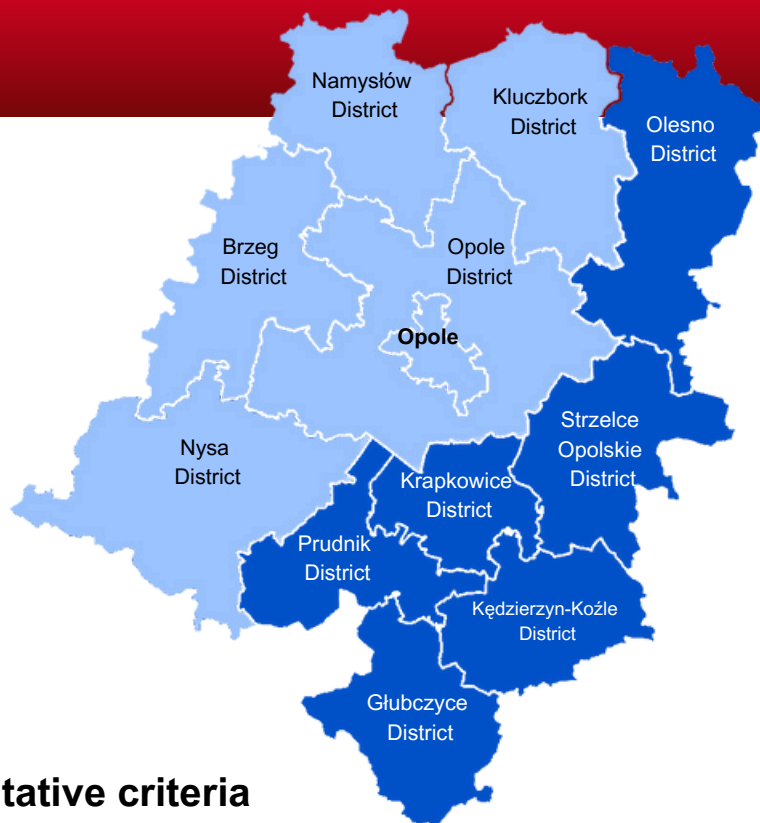 Namysłów
District
Kluczbork
District
Olesno
District
Brzeg
District
Opole
District
Opole
Strzelce
Opolskie
District
Nysa
District
Krapkowice
District
Prudnik
District
Kędzierzyn-Koźle
District
Głubczyce
District
tative criteria